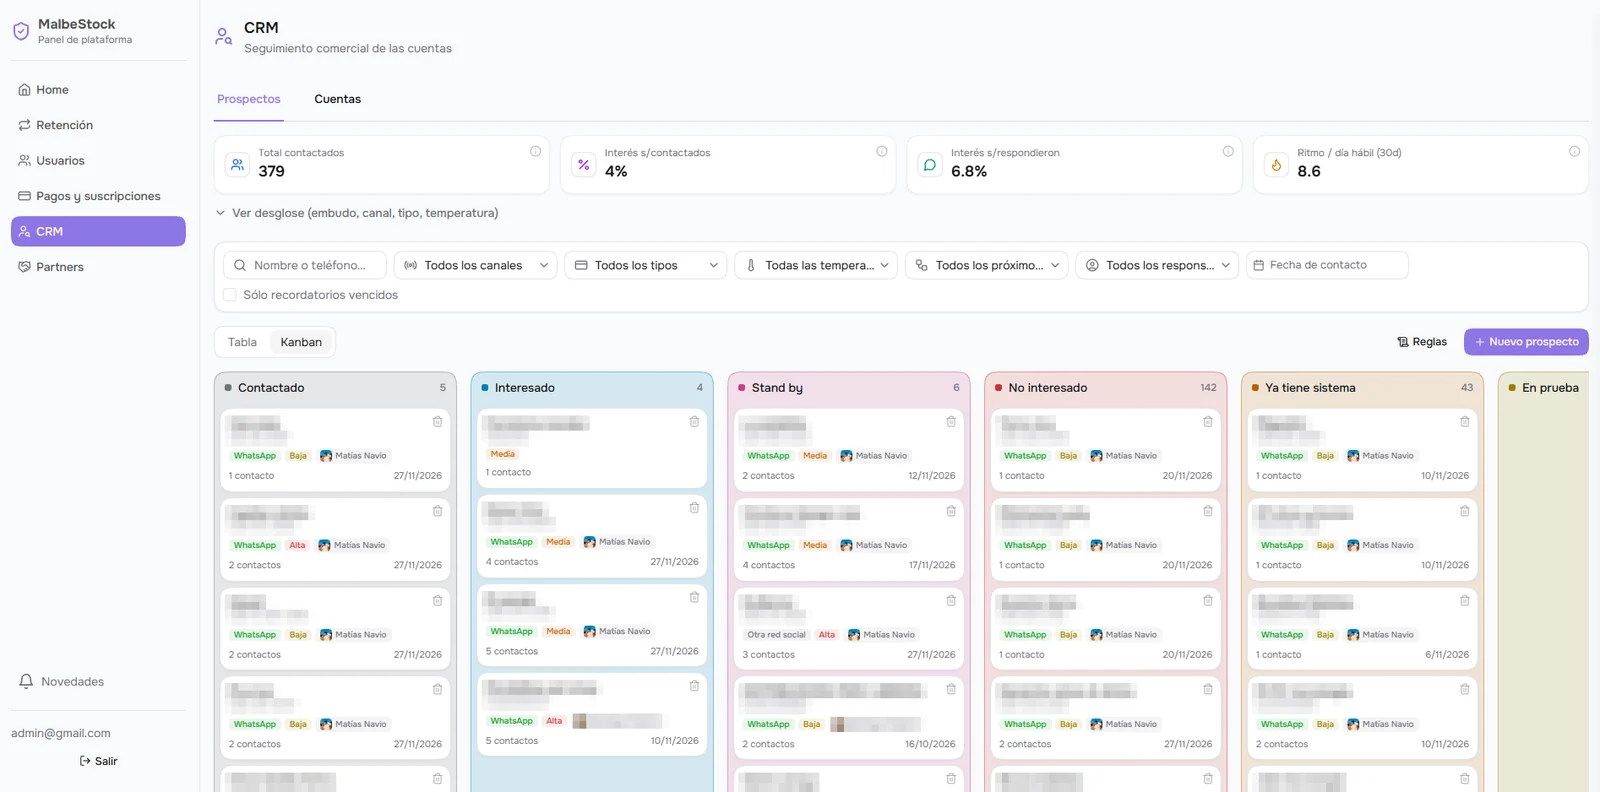 MalbeStock
Panel de plataforma
Home
Retención
Usuarios
Pagos y suscripciones
CRM
Partners
Novedades
admin@gmail.com
Salir
CRM
Seguimiento comercial de las cuentas
Prospectos Cuentas
Total contactados
379
Interés s/contactados
4%
Interés s/respondieron
6.8%
Ritmo / día hábil (30d)
8.6
Ver desglose (embudo, canal, tipo, temperatura)
Nombre o teléfono... Todos los canales Todos los tipos Todas las tempera... Todos los próximo... Todos los respons... Fecha de contacto
Sólo recordatorios vencidos
Tabla Kanban Reglas + Nuevo prospecto
Contactado 5
WhatsApp Baja Matías Navio
1 contacto 27/11/2026
WhatsApp Alta Matías Navio
2 contactos 27/11/2026
WhatsApp Baja Matías Navio
2 contactos 27/11/2026
WhatsApp Baja Matías Navio
2 contactos 27/11/2026
Interesado 4
Media
1 contacto
WhatsApp Media Matías Navio
4 contactos 27/11/2026
WhatsApp Media Matías Navio
5 contactos 27/11/2026
WhatsApp Alta
5 contactos 10/11/2026
Stand by 6
WhatsApp Media Matías Navio
2 contactos 12/11/2026
WhatsApp Media Matías Navio
4 contactos 17/11/2026
Otra red social Alta Matías Navio
3 contactos 27/11/2026
WhatsApp Baja
2 contactos 16/10/2026
No interesado 142
WhatsApp Baja Matías Navio
1 contacto 20/11/2026
WhatsApp Baja Matías Navio
1 contacto 20/11/2026
WhatsApp Baja Matías Navio
1 contacto 20/11/2026
WhatsApp Baja Matías Navio
2 contactos 27/11/2026
Ya tiene sistema 43
WhatsApp Baja Matías Navio
1 contacto 10/11/2026
WhatsApp Baja Matías Navio
1 contacto 10/11/2026
WhatsApp Baja Matías Navio
1 contacto 6/11/2026
WhatsApp Baja Matías Navio
2 contactos 10/11/2026
En prueba